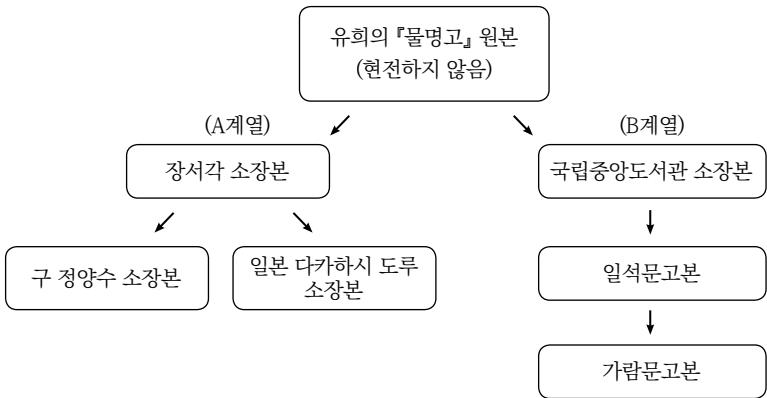 유희의 『물명고』 원본
(현전하지 않음)
(A계열)
(B계열)
장서각 소장본
국립중앙도서관 소장본
구 정양수 소장본
일본 다카하시 도루
소장본
일석문고본
가람문고본